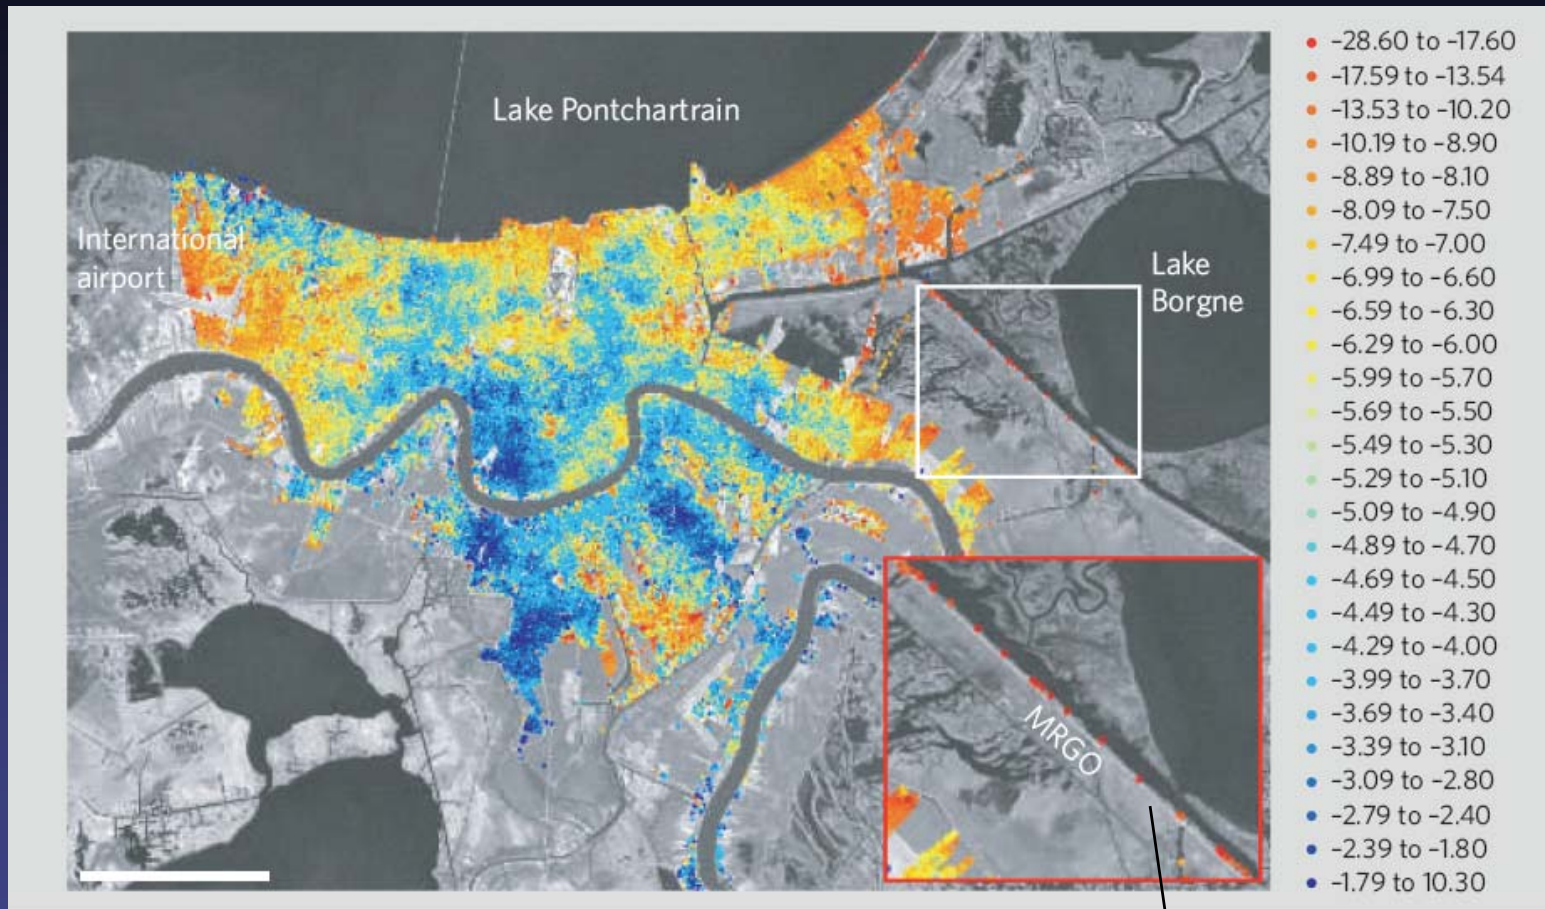 Lake Pontchartrain
International
airport
Lake
Borgne
MRGO
-28.60 to -17.60
-17.59 to -13.54
-13.53 to -10.20
-10.19 to -8.90
-8.89 to -8.10
-8.09 to -7.50
-7.49 to -7.00
-6.99 to -6.60
-6.59 to -6.30
-6.29 to -6.00
-5.99 to -5.70
-5.69 to -5.50
-5.49 to -5.30
-5.29 to -5.10
-5.09 to -4.90
-4.89 to -4.70
-4.69 to -4.50
-4.49 to -4.30
-4.29 to -4.00
-3.99 to -3.70
-3.69 to -3.40
-3.39 to -3.10
-3.09 to -2.80
-2.79 to -2.40
-2.39 to -1.80
-1.79 to 10.30